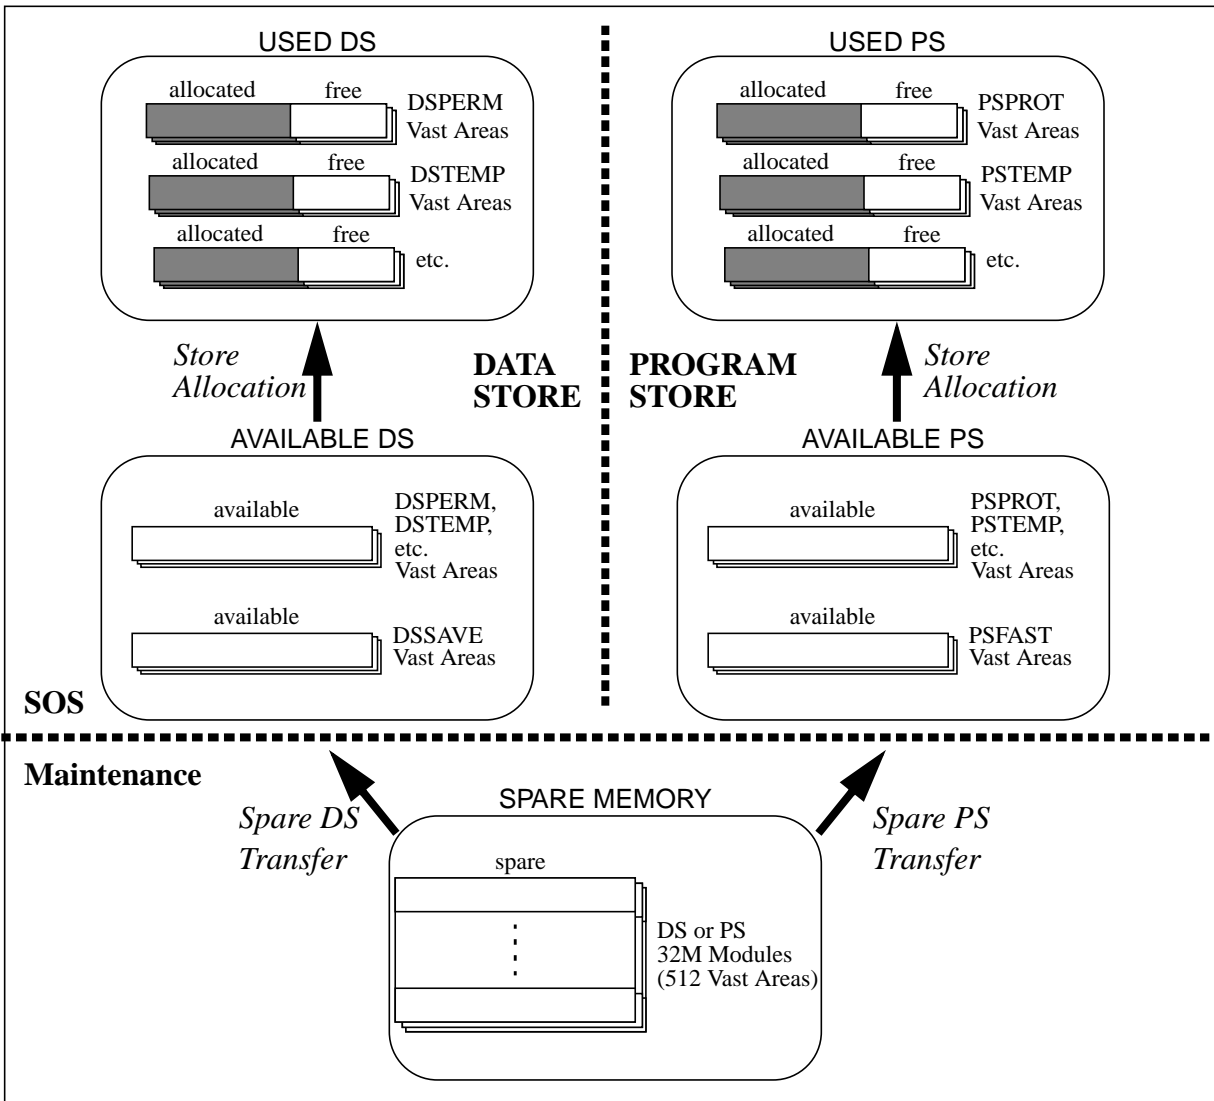 USED DS
allocated free
DSPERM
Vast Areas
allocated free
DSTEMP
Vast Areas
allocated free
etc.
USED PS
allocated free
PSPROT
Vast Areas
allocated free
PSTEMP
Vast Areas
allocated free
etc.
Store
Allocation
DATA
STORE
PROGRAM
STORE
Store
Allocation
AVAILABLE DS
available
DSPERM,
DSTEMP,
etc.
Vast Areas
available
DSSAVE
Vast Areas
AVAILABLE PS
available
PSPROT,
PSTEMP,
etc.
Vast Areas
available
PSFAST
Vast Areas
SOS
Maintenance
Spare DS
Transfer
SPARE MEMORY
spare
DS or PS
32M Modules
(512 Vast Areas)
Spare PS
Transfer